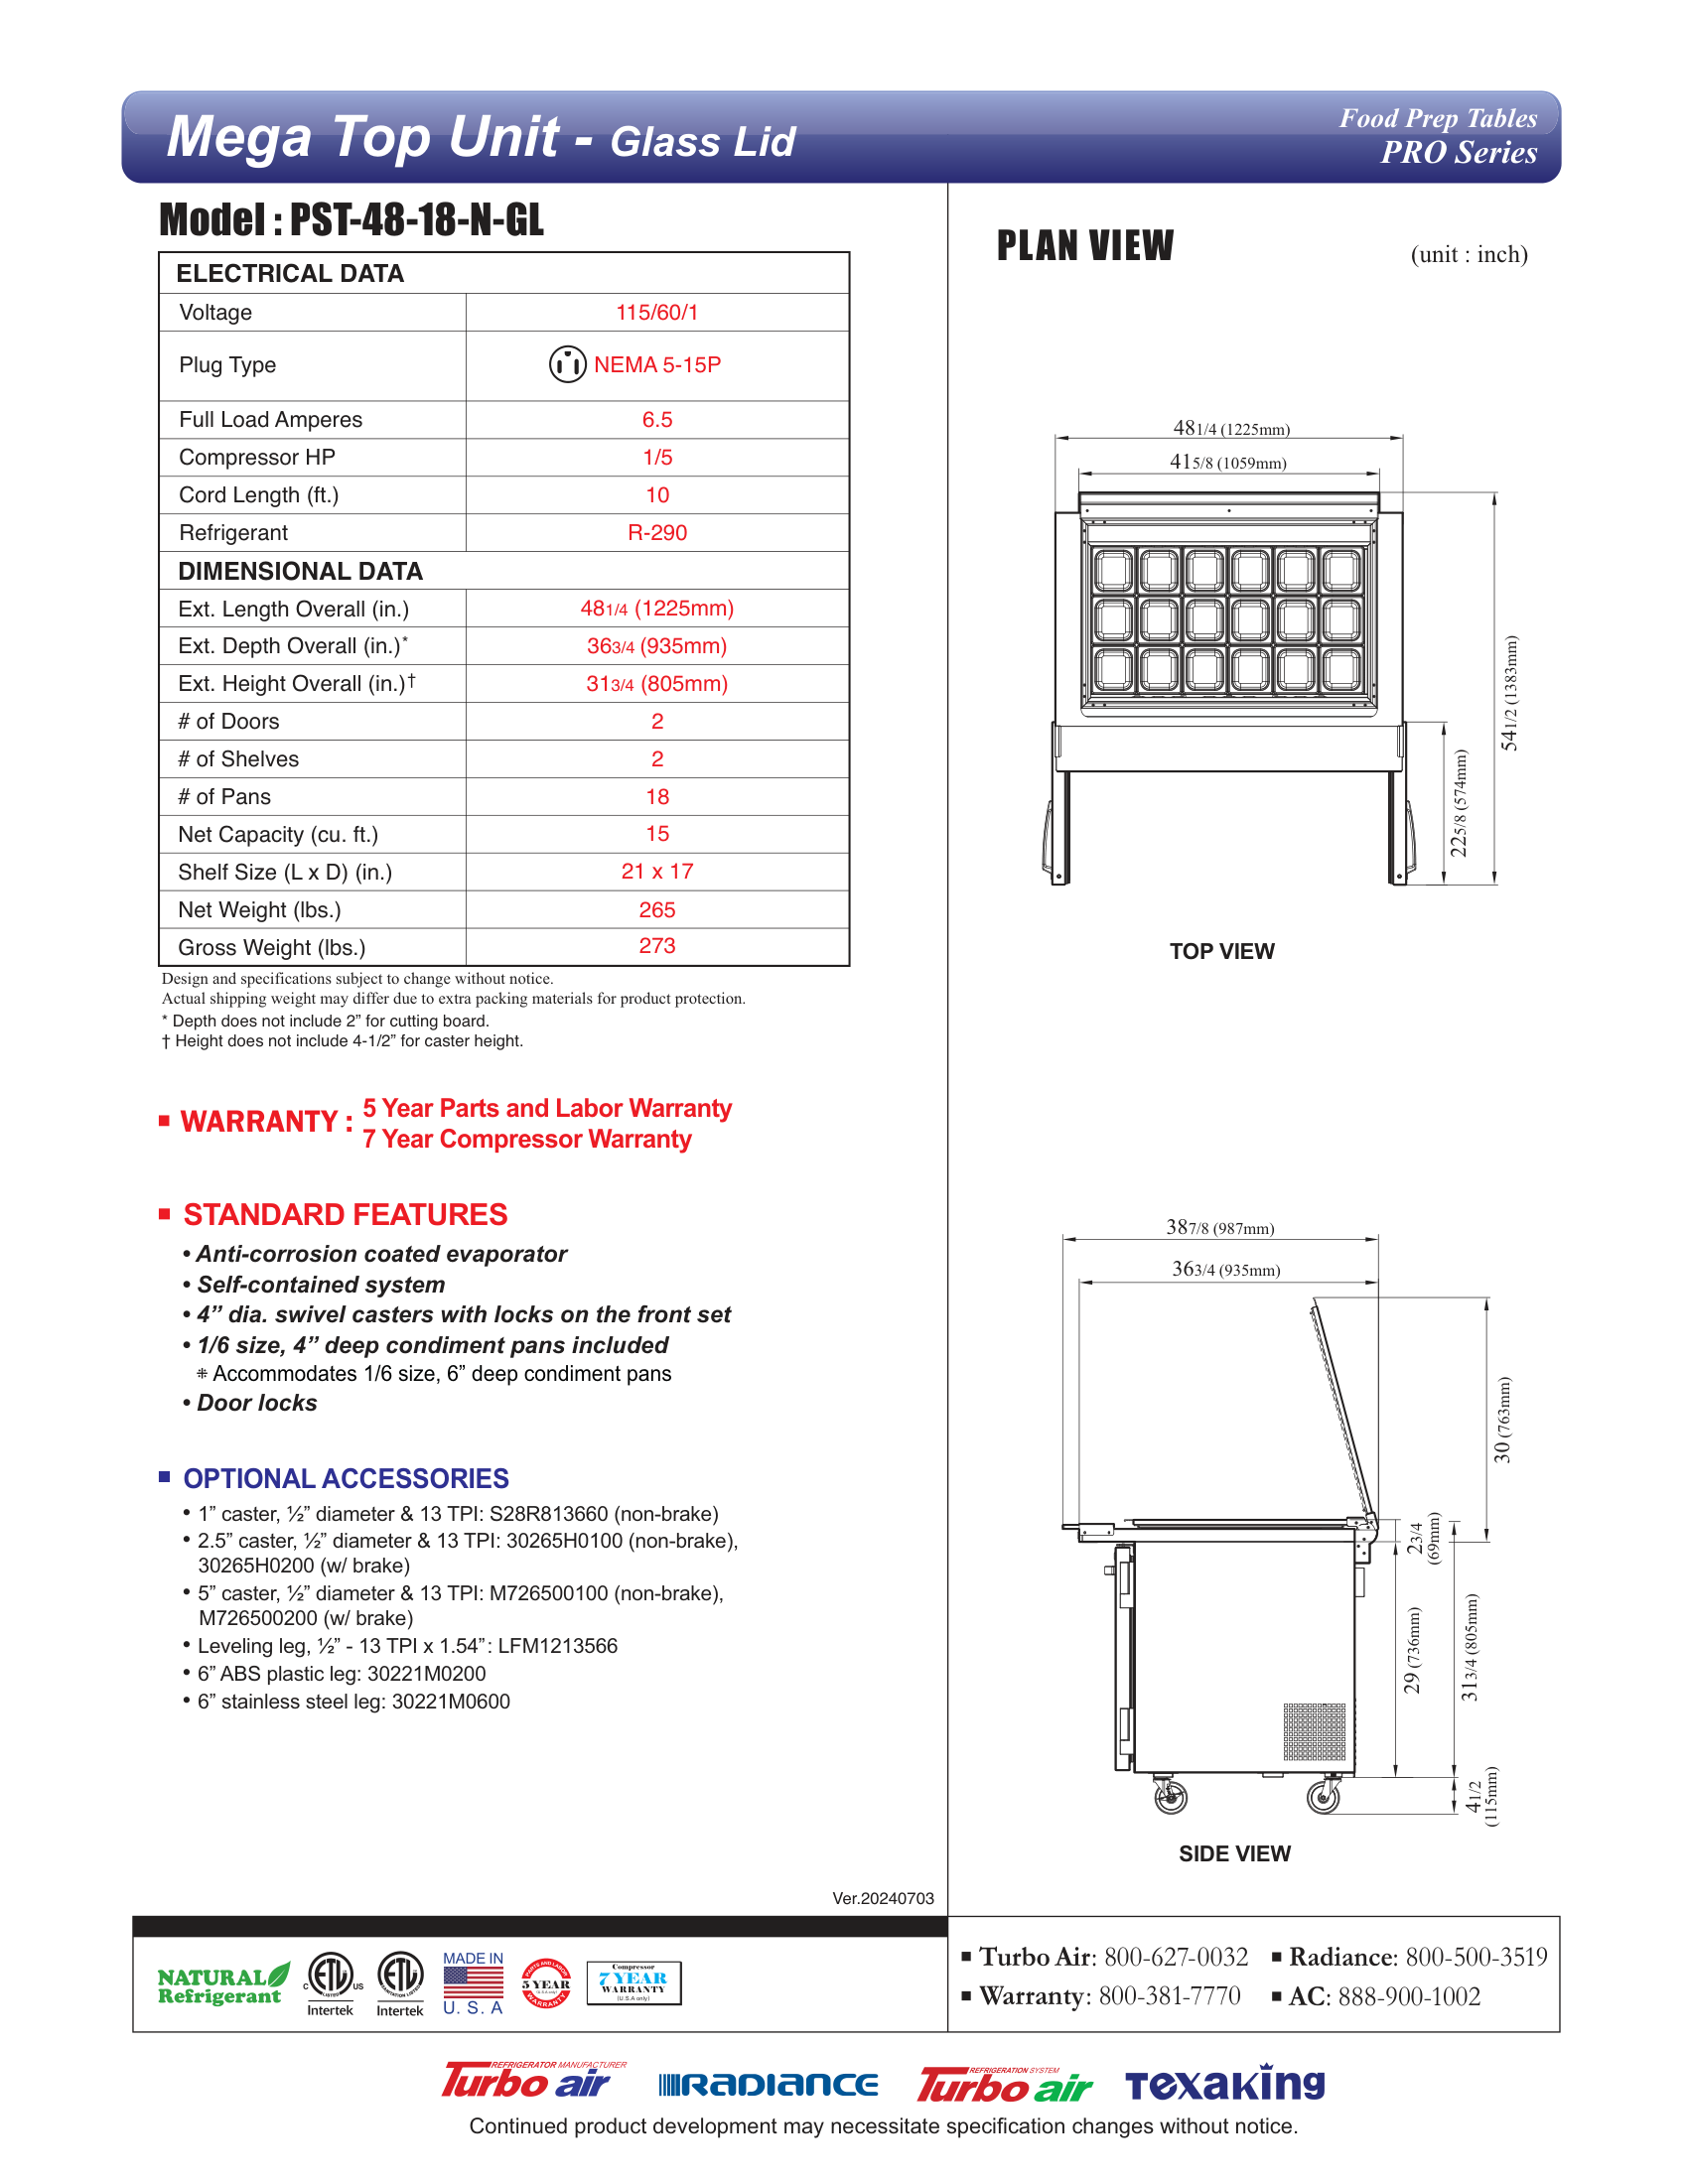 Mega Top Unit - Glass Lid
Food Prep Tables
PRO Series
Model : PST-48-18-N-GL
ELECTRICAL DATA
Voltage 115/60/1
Plug Type NEMA 5-15P
Full Load Amperes 6.5
Compressor HP 1/5
Cord Length (ft.) 10
Refrigerant R-290
DIMENSIONAL DATA
Ext. Length Overall (in.) 481/4 (1225mm)
Ext. Depth Overall (in.)* 363/4 (935mm)
Ext. Height Overall (in.)† 313/4 (805mm)
# of Doors 2
# of Shelves 2
# of Pans 18
Net Capacity (cu. ft.) 15
Shelf Size (L x D) (in.) 21 x 17
Net Weight (lbs.) 265
Gross Weight (lbs.) 273
Design and specifications subject to change without notice.
Actual shipping weight may differ due to extra packing materials for product protection.
* Depth does not include 2” for cutting board.
† Height does not include 4-1/2” for caster height.
■ WARRANTY : 5 Year Parts and Labor Warranty
7 Year Compressor Warranty
■ STANDARD FEATURES
• Anti-corrosion coated evaporator
• Self-contained system
• 4” dia. swivel casters with locks on the front set
• 1/6 size, 4” deep condiment pans included
⁜ Accommodates 1/6 size, 6” deep condiment pans
• Door locks
■ OPTIONAL ACCESSORIES
• 1” caster, ½” diameter & 13 TPI: S28R813660 (non-brake)
• 2.5” caster, ½” diameter & 13 TPI: 30265H0100 (non-brake),
30265H0200 (w/ brake)
• 5” caster, ½” diameter & 13 TPI: M726500100 (non-brake),
M726500200 (w/ brake)
• Leveling leg, ½” - 13 TPI x 1.54”: LFM1213566
• 6” ABS plastic leg: 30221M0200
• 6” stainless steel leg: 30221M0600
Ver.20240703
PLAN VIEW
(unit : inch)
481/4 (1225mm)
415/8 (1059mm)
541/2 (1383mm)
225/8 (574mm)
TOP VIEW
387/8 (987mm)
363/4 (935mm)
30 (763mm)
23/4
(69mm)
29 (736mm)
313/4 (805mm)
41/2
(115mm)
SIDE VIEW
NATURAL
Refrigerant
ETL
C US
LISTED
Intertek
ETL
SANITATION LISTED
Intertek
MADE IN
U. S. A
PARTS AND LABOR
5 YEAR
(U.S.A only)
WARRANTY
Compressor
7 YEAR
WARRANTY
(U.S.A only)
■ Turbo Air: 800-627-0032 ■ Radiance: 800-500-3519
■ Warranty: 800-381-7770 ■ AC: 888-900-1002
REFRIGERATOR MANUFACTURER
Turbo air
RADIANCE
REFRIGERATION SYSTEM
Turbo air
Texaking
Continued product development may necessitate specification changes without notice.